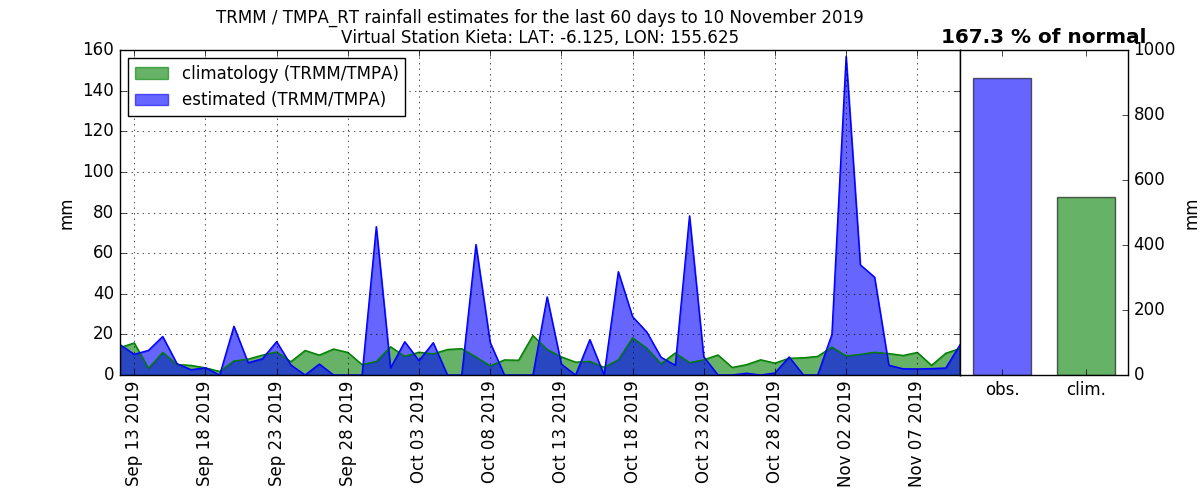 TRMM / TMPA_RT rainfall estimates for the last 60 days to 10 November 2019
Virtual Station Kieta: LAT: -6.125, LON: 155.625
167.3 % of normal
climatology (TRMM/TMPA)
estimated (TRMM/TMPA)
160
140
120
100
80
60
40
20
0
mm
Sep 13 2019
Sep 18 2019
Sep 23 2019
Sep 28 2019
Oct 03 2019
Oct 08 2019
Oct 13 2019
Oct 18 2019
Oct 23 2019
Oct 28 2019
Nov 02 2019
Nov 07 2019
obs.
clim.
1000
800
600
400
200
0
mm